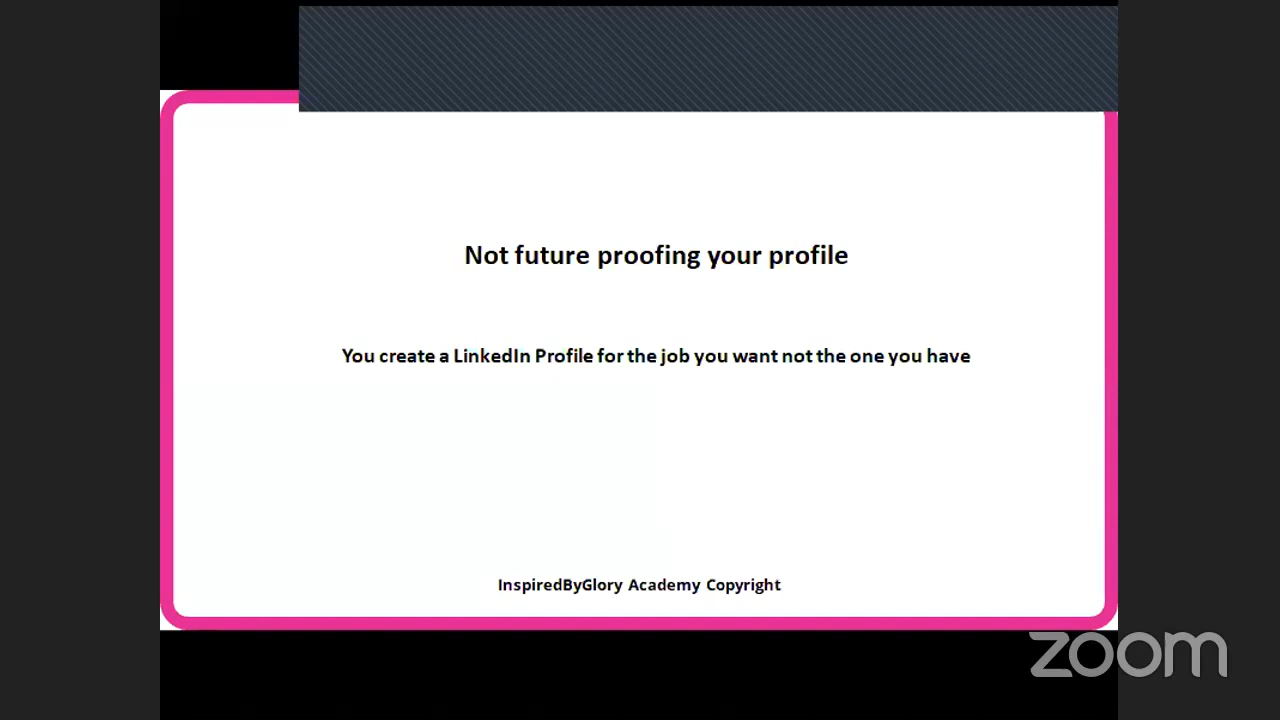 Not future proofing your profile
You create a LinkedIn Profile for the job you want not the one you have
InspiredByGlory Academy Copyright
zoom